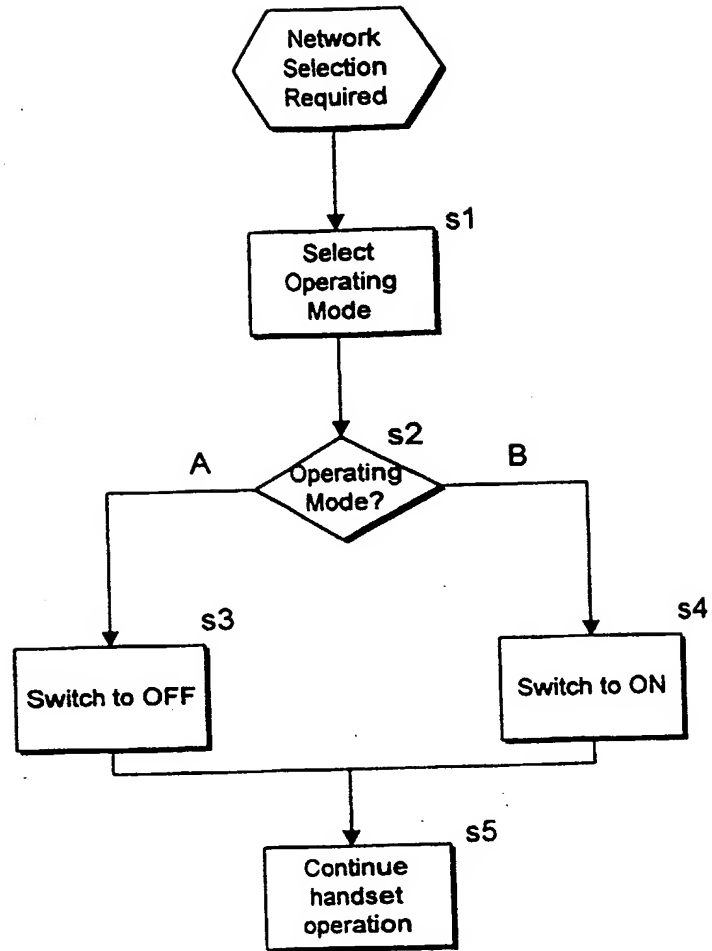 Network
Selection
Required
s1
Select
Operating
Mode
s2
Operating
Mode?
A
B
s3
Switch to OFF
s4
Switch to ON
s5
Continue
handset
operation